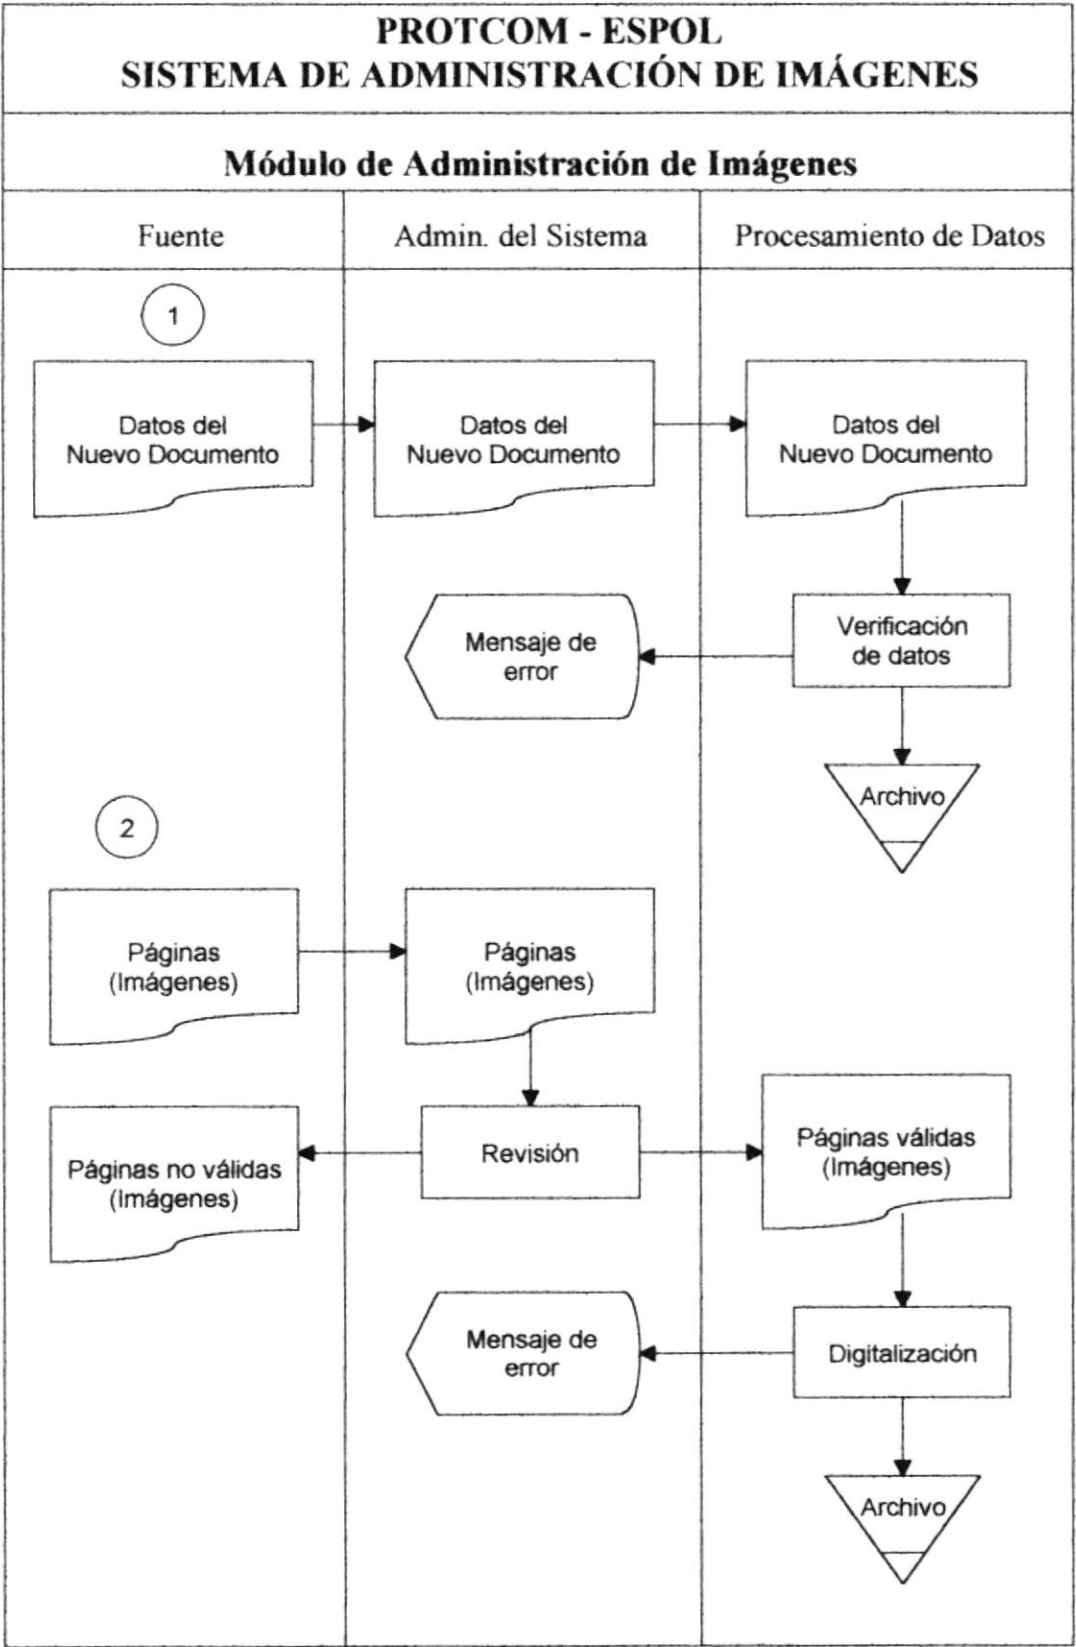 PROTCOM - ESPOL
SISTEMA DE ADMINISTRACIÓN DE IMÁGENES
Módulo de Administración de Imágenes
Fuente
Admin. del Sistema
Procesamiento de Datos
1
Datos del
Nuevo Documento
Datos del
Nuevo Documento
Datos del
Nuevo Documento
Mensaje de
error
Verificación
de datos
Archivo
2
Páginas
(Imágenes)
Páginas
(Imágenes)
Páginas no válidas
(Imágenes)
Revisión
Páginas válidas
(Imágenes)
Mensaje de
error
Digitalización
Archivo